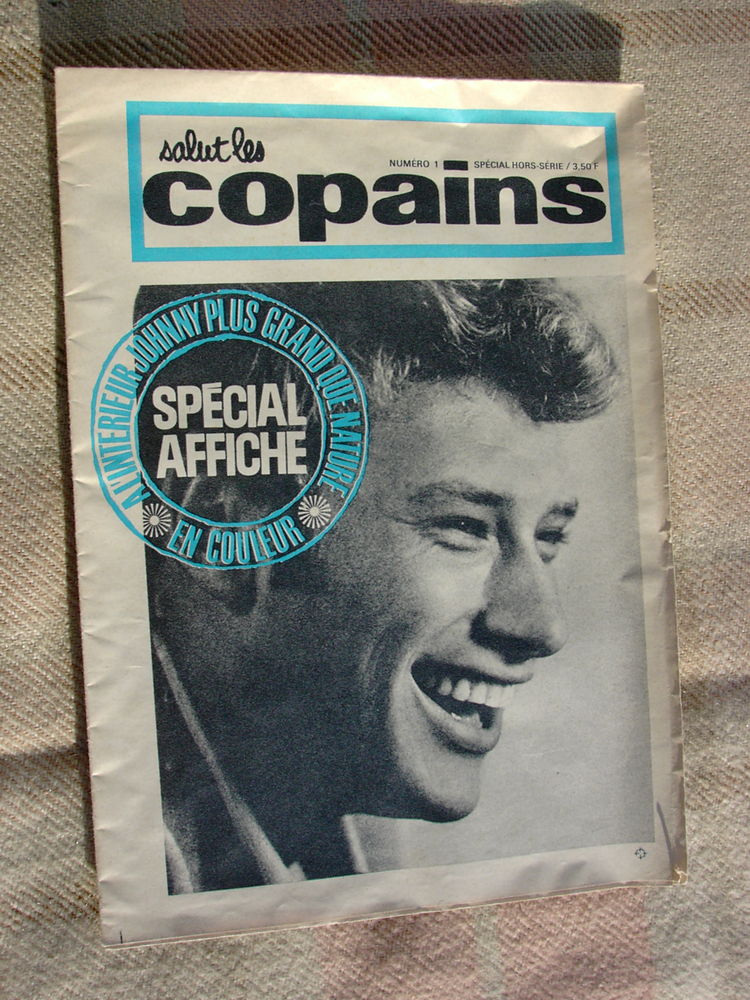 salut les
NUMÉRO 1 SPÉCIAL HORS-SÉRIE / 3,50 F
copains
A L'INTERIEUR JOHNNY PLUS GRAND QUE NATURE
SPÉCIAL
AFFICHE
EN COULEUR